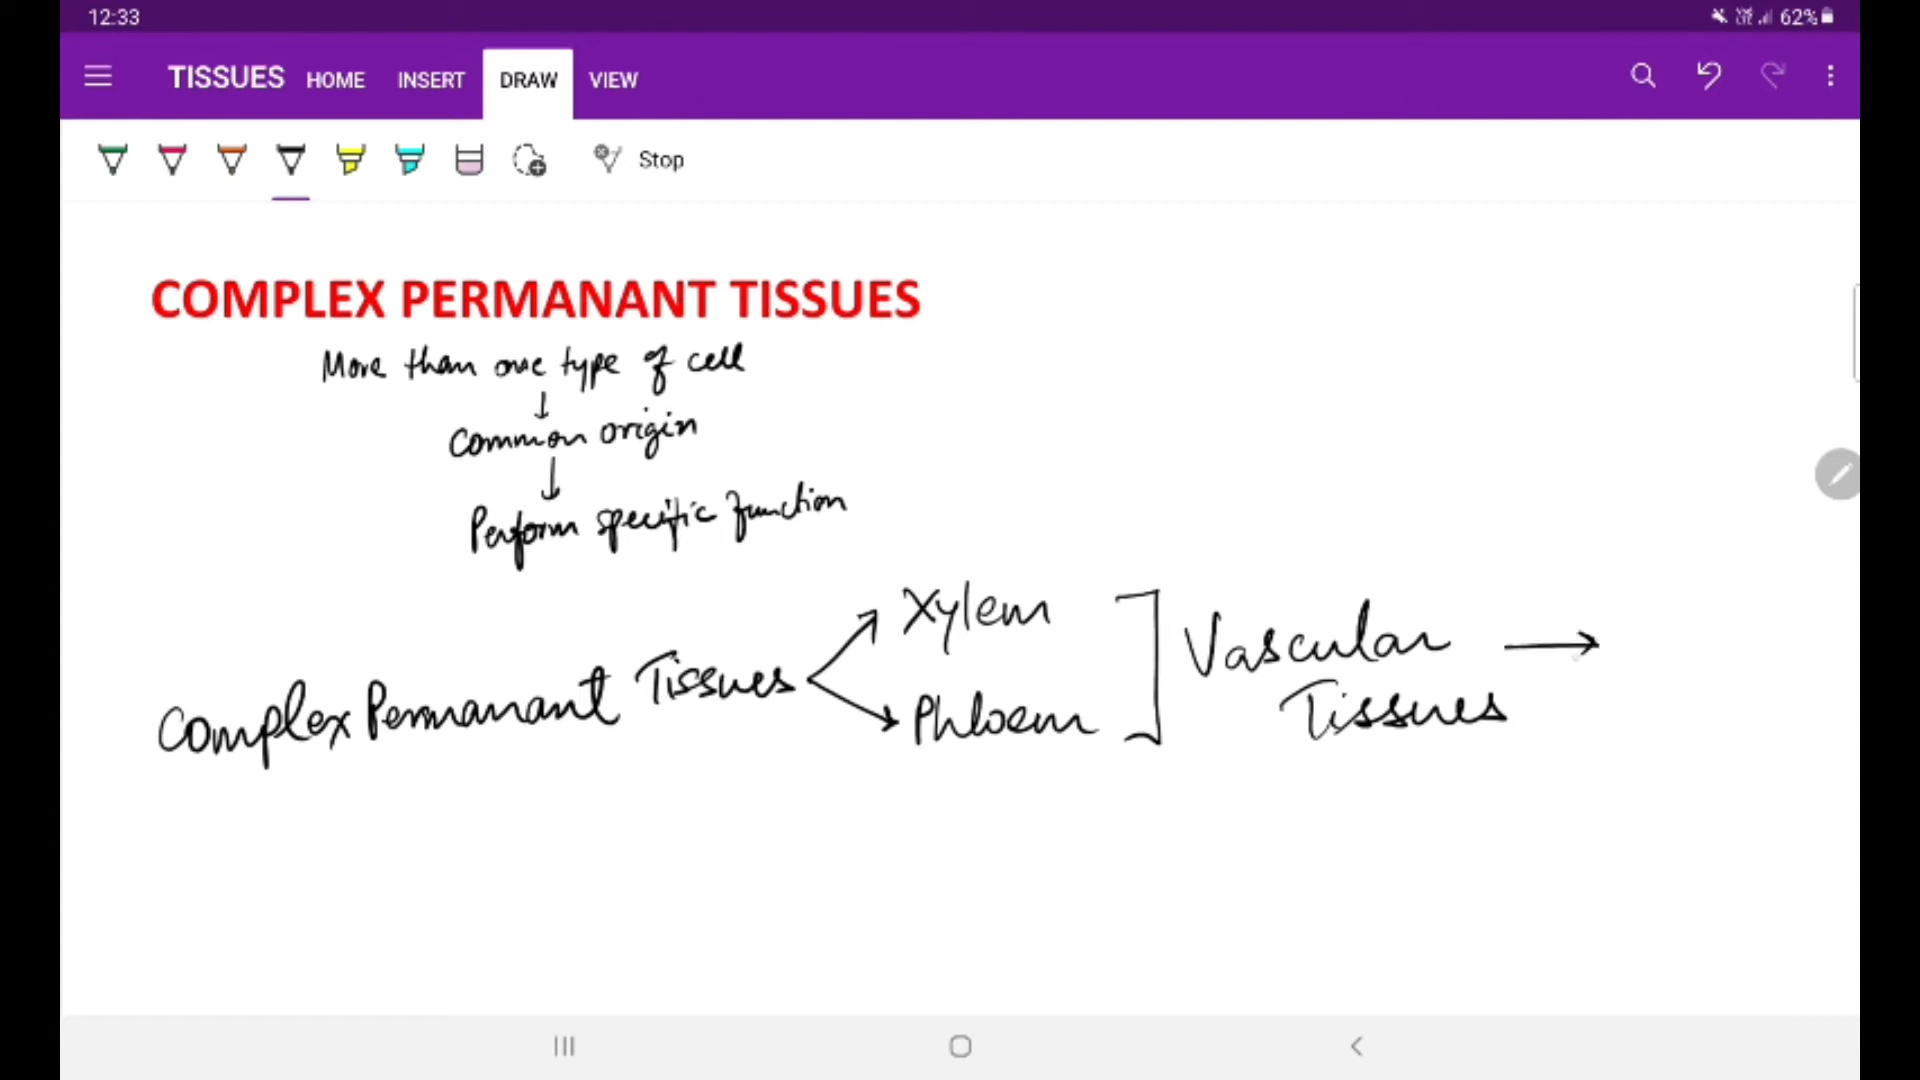 12:33 62%
TISSUES HOME INSERT DRAW VIEW
Stop
COMPLEX PERMANANT TISSUES
More than one type of cell
↓
Common origin
↓
Perform specific function
Complex Permanant Tissues
Xylem
Phloem
Vascular →
Tissues